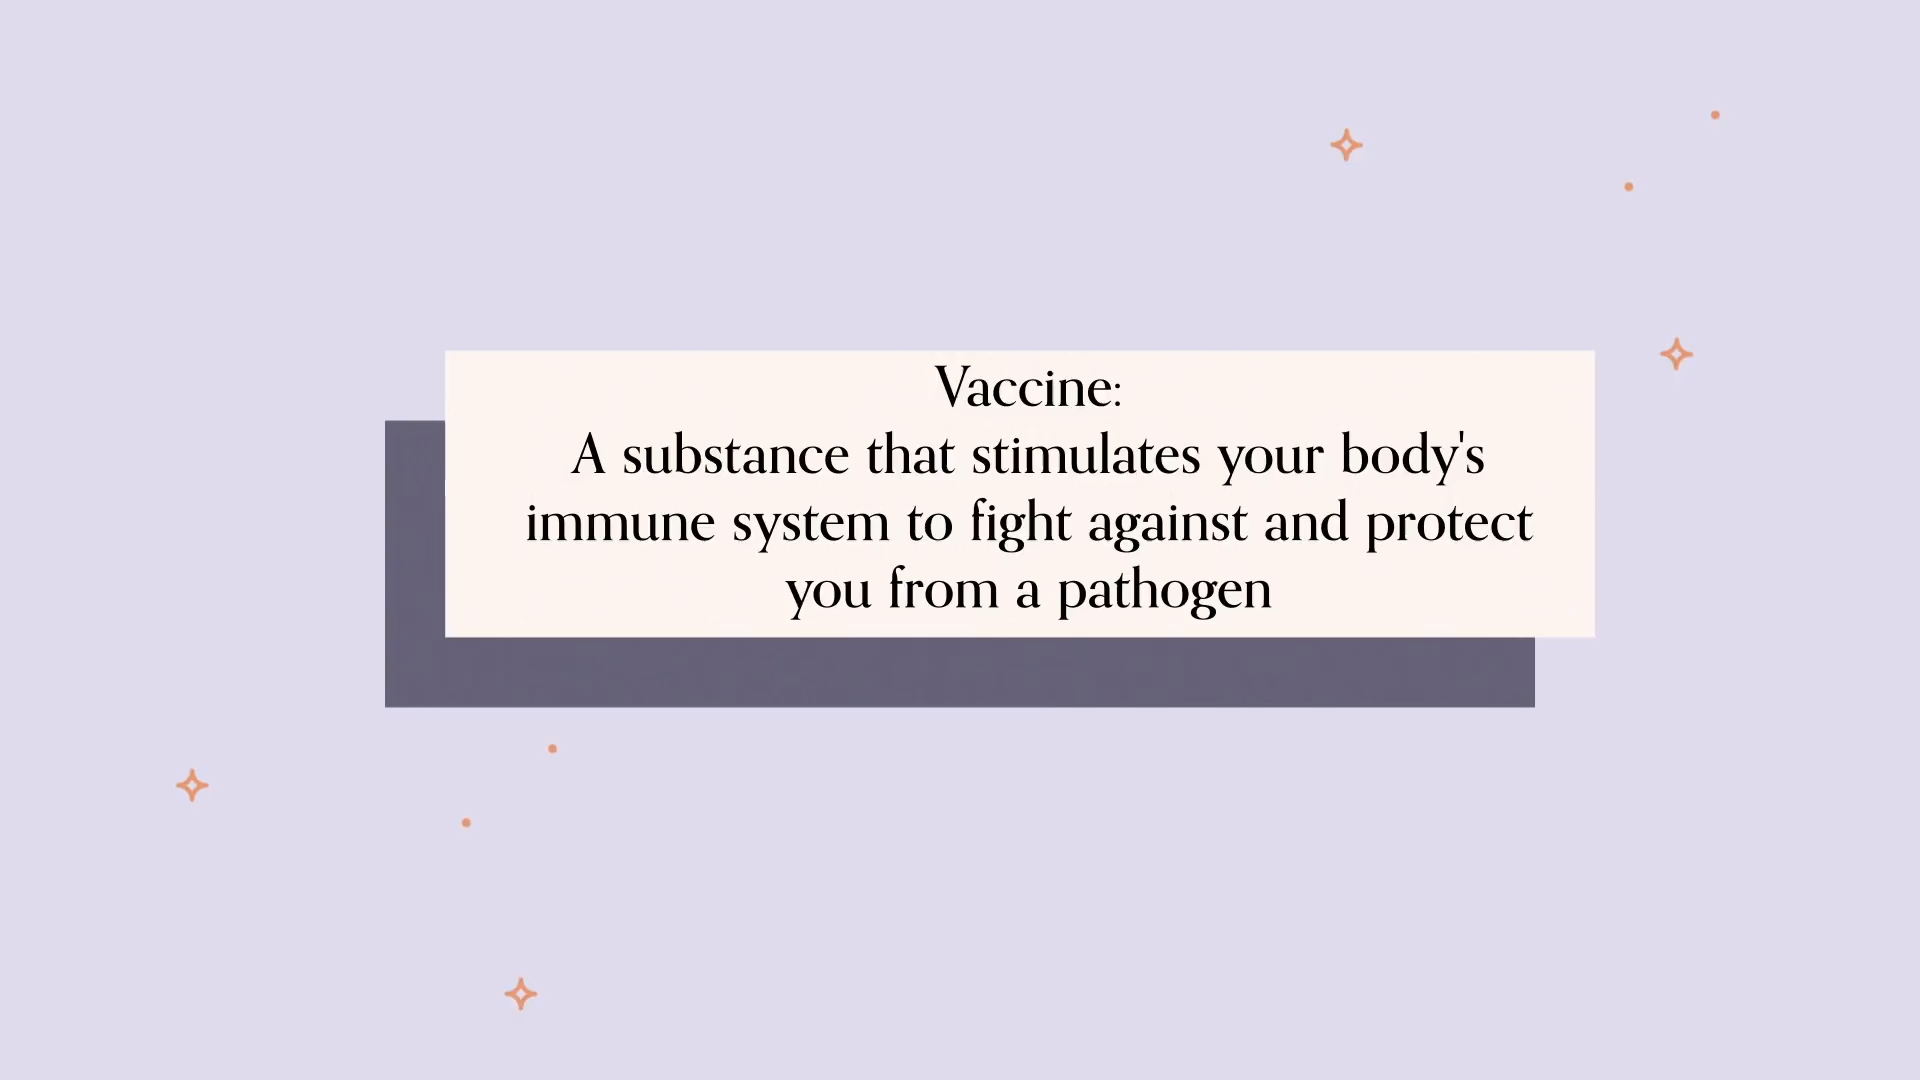 Vaccine:
A substance that stimulates your body's
immune system to fight against and protect
you from a pathogen